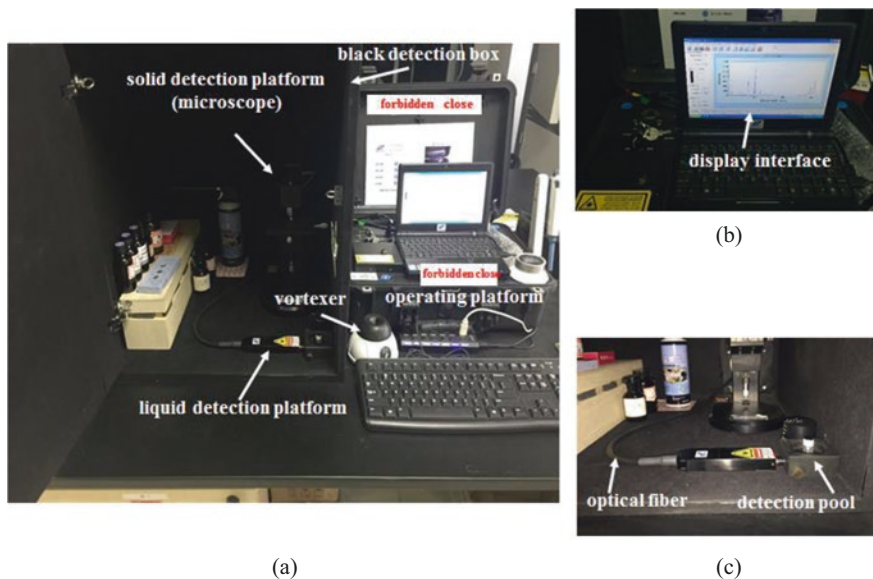 black detection box
solid detection platform
(microscope)
forbidden close
forbidden close
vortexer
operating platform
liquid detection platform
(a)
display interface
(b)
optical fiber
detection pool
(c)